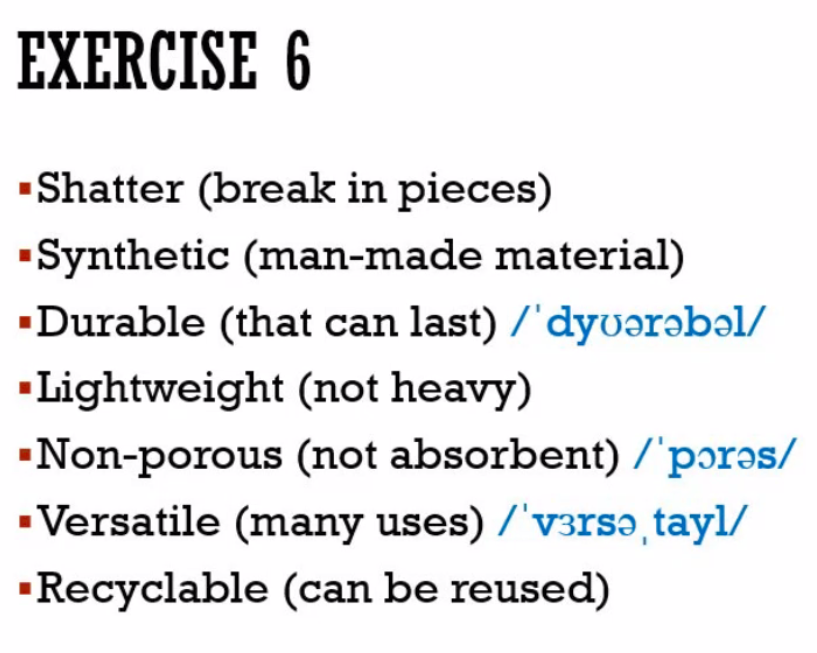 EXERCISE 6
▪Shatter (break in pieces)
▪Synthetic (man-made material)
▪Durable (that can last) /ˈdyʊərəbəl/
▪Lightweight (not heavy)
▪Non-porous (not absorbent) /ˈpɔrəs/
▪Versatile (many uses) /ˈvɜrsəˌtayl/
▪Recyclable (can be reused)